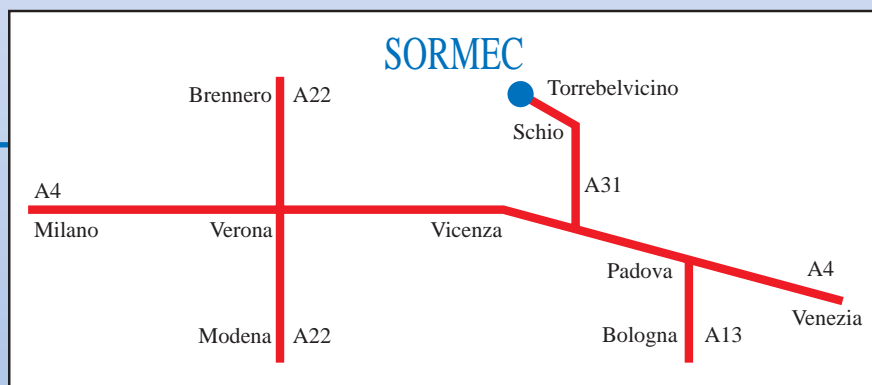 SORMEC
Brennero A22 Torrebelvicino
Schio
A4 A31
Milano Verona Vicenza
Padova A4
Venezia
Modena A22 Bologna A13